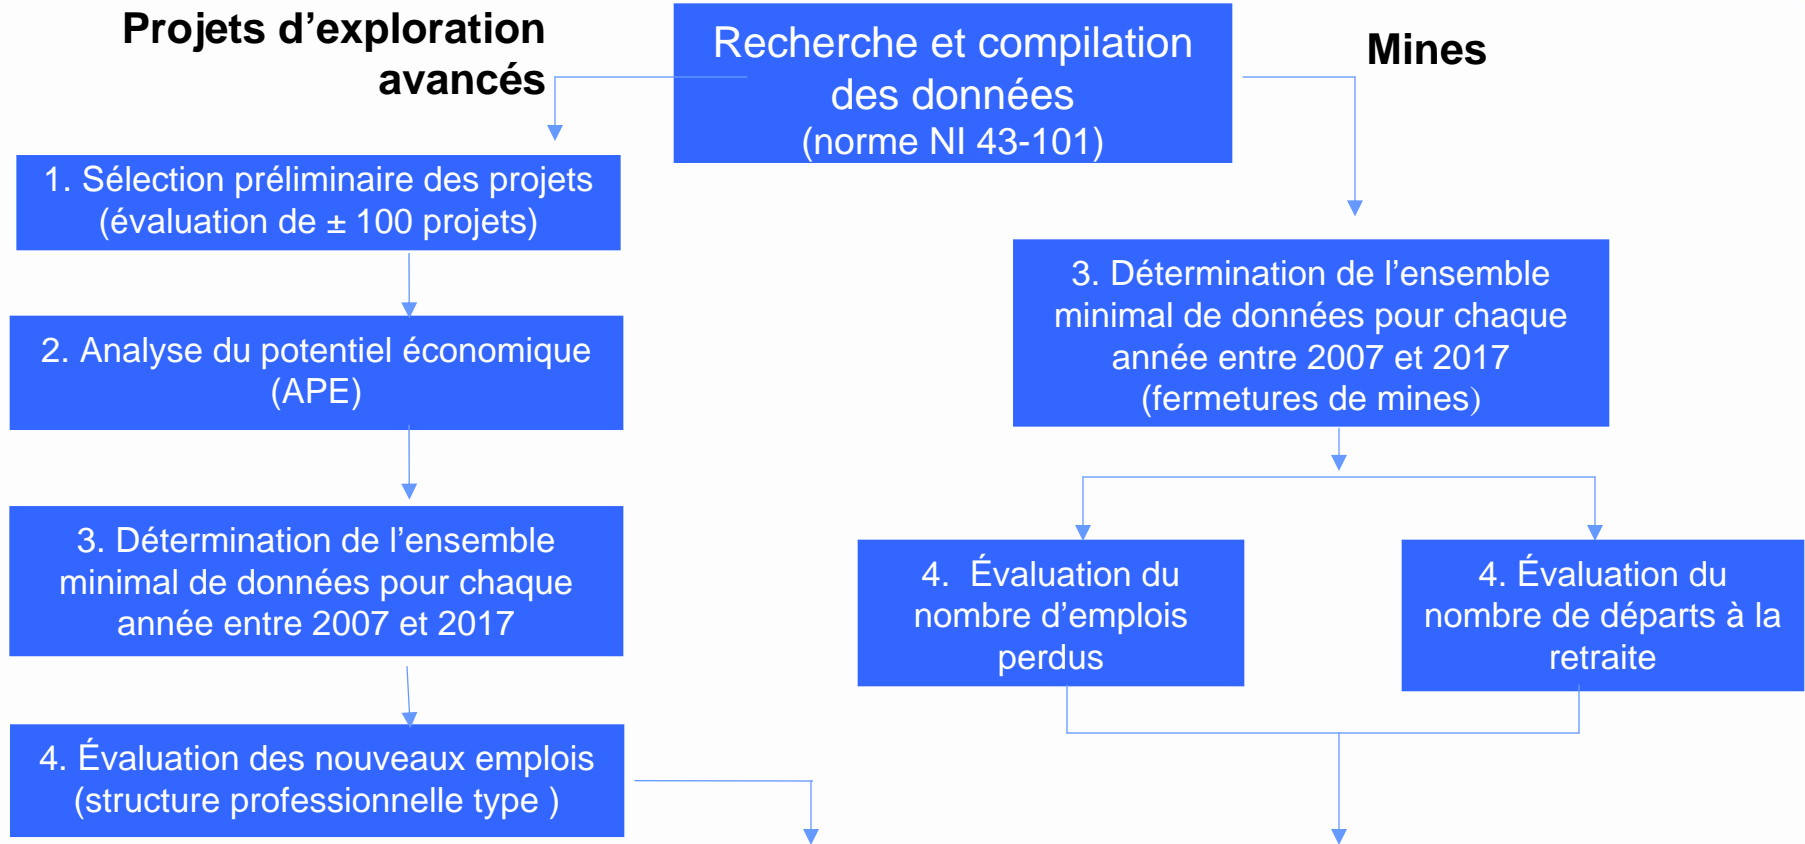 Projets d’exploration
avancés
Recherche et compilation
des données
(norme NI 43-101)
Mines
1. Sélection préliminaire des projets
(évaluation de ± 100 projets)
2. Analyse du potentiel économique
(APE)
3. Détermination de l’ensemble
minimal de données pour chaque
année entre 2007 et 2017
4. Évaluation des nouveaux emplois
(structure professionnelle type )
3. Détermination de l’ensemble
minimal de données pour chaque
année entre 2007 et 2017
(fermetures de mines)
4. Évaluation du
nombre d’emplois
perdus
4. Évaluation du
nombre de départs à la
retraite